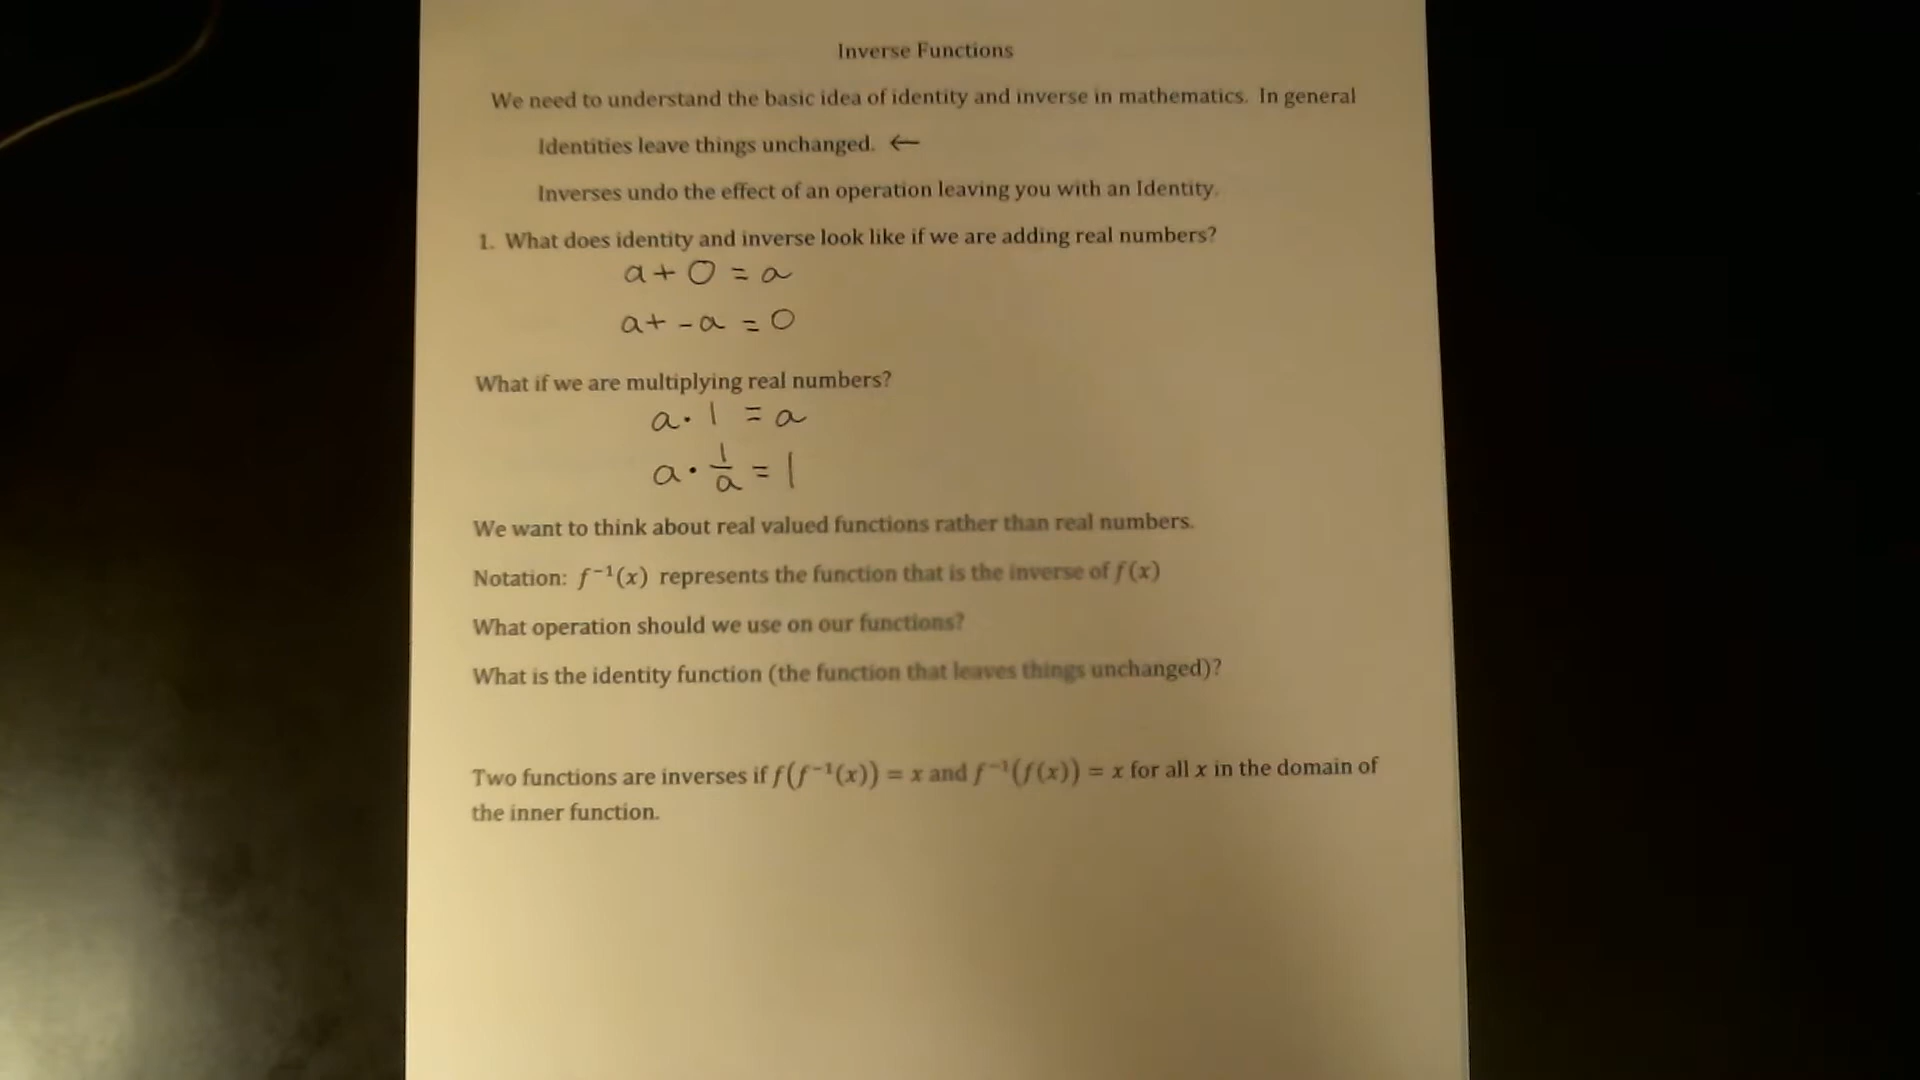 Inverse Functions
We need to understand the basic idea of identity and inverse in mathematics. In general
Identities leave things unchanged. ←
Inverses undo the effect of an operation leaving you with an Identity.
1. What does identity and inverse look like if we are adding real numbers?
a + 0 = a
a + -a = 0
What if we are multiplying real numbers?
a · 1 = a
a · 1/a = 1
We want to think about real valued functions rather than real numbers.
Notation: f⁻¹(x) represents the function that is the inverse of f(x)
What operation should we use on our functions?
What is the identity function (the function that leaves things unchanged)?
Two functions are inverses if f(f⁻¹(x)) = x and f⁻¹(f(x)) = x for all x in the domain of
the inner function.